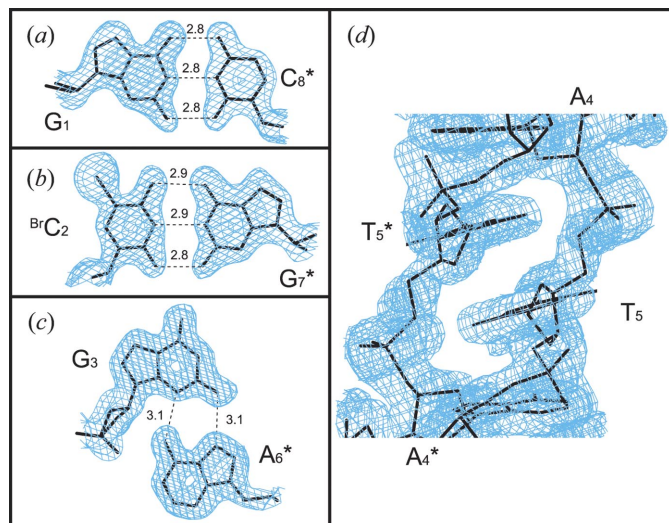 (a)
2.8
2.8
2.8
G1
C8*
(b)
2.9
2.9
2.8
BrC2
G7*
(c)
G3
3.1
3.1
A6*
(d)
A4
T5*
T5
A4*